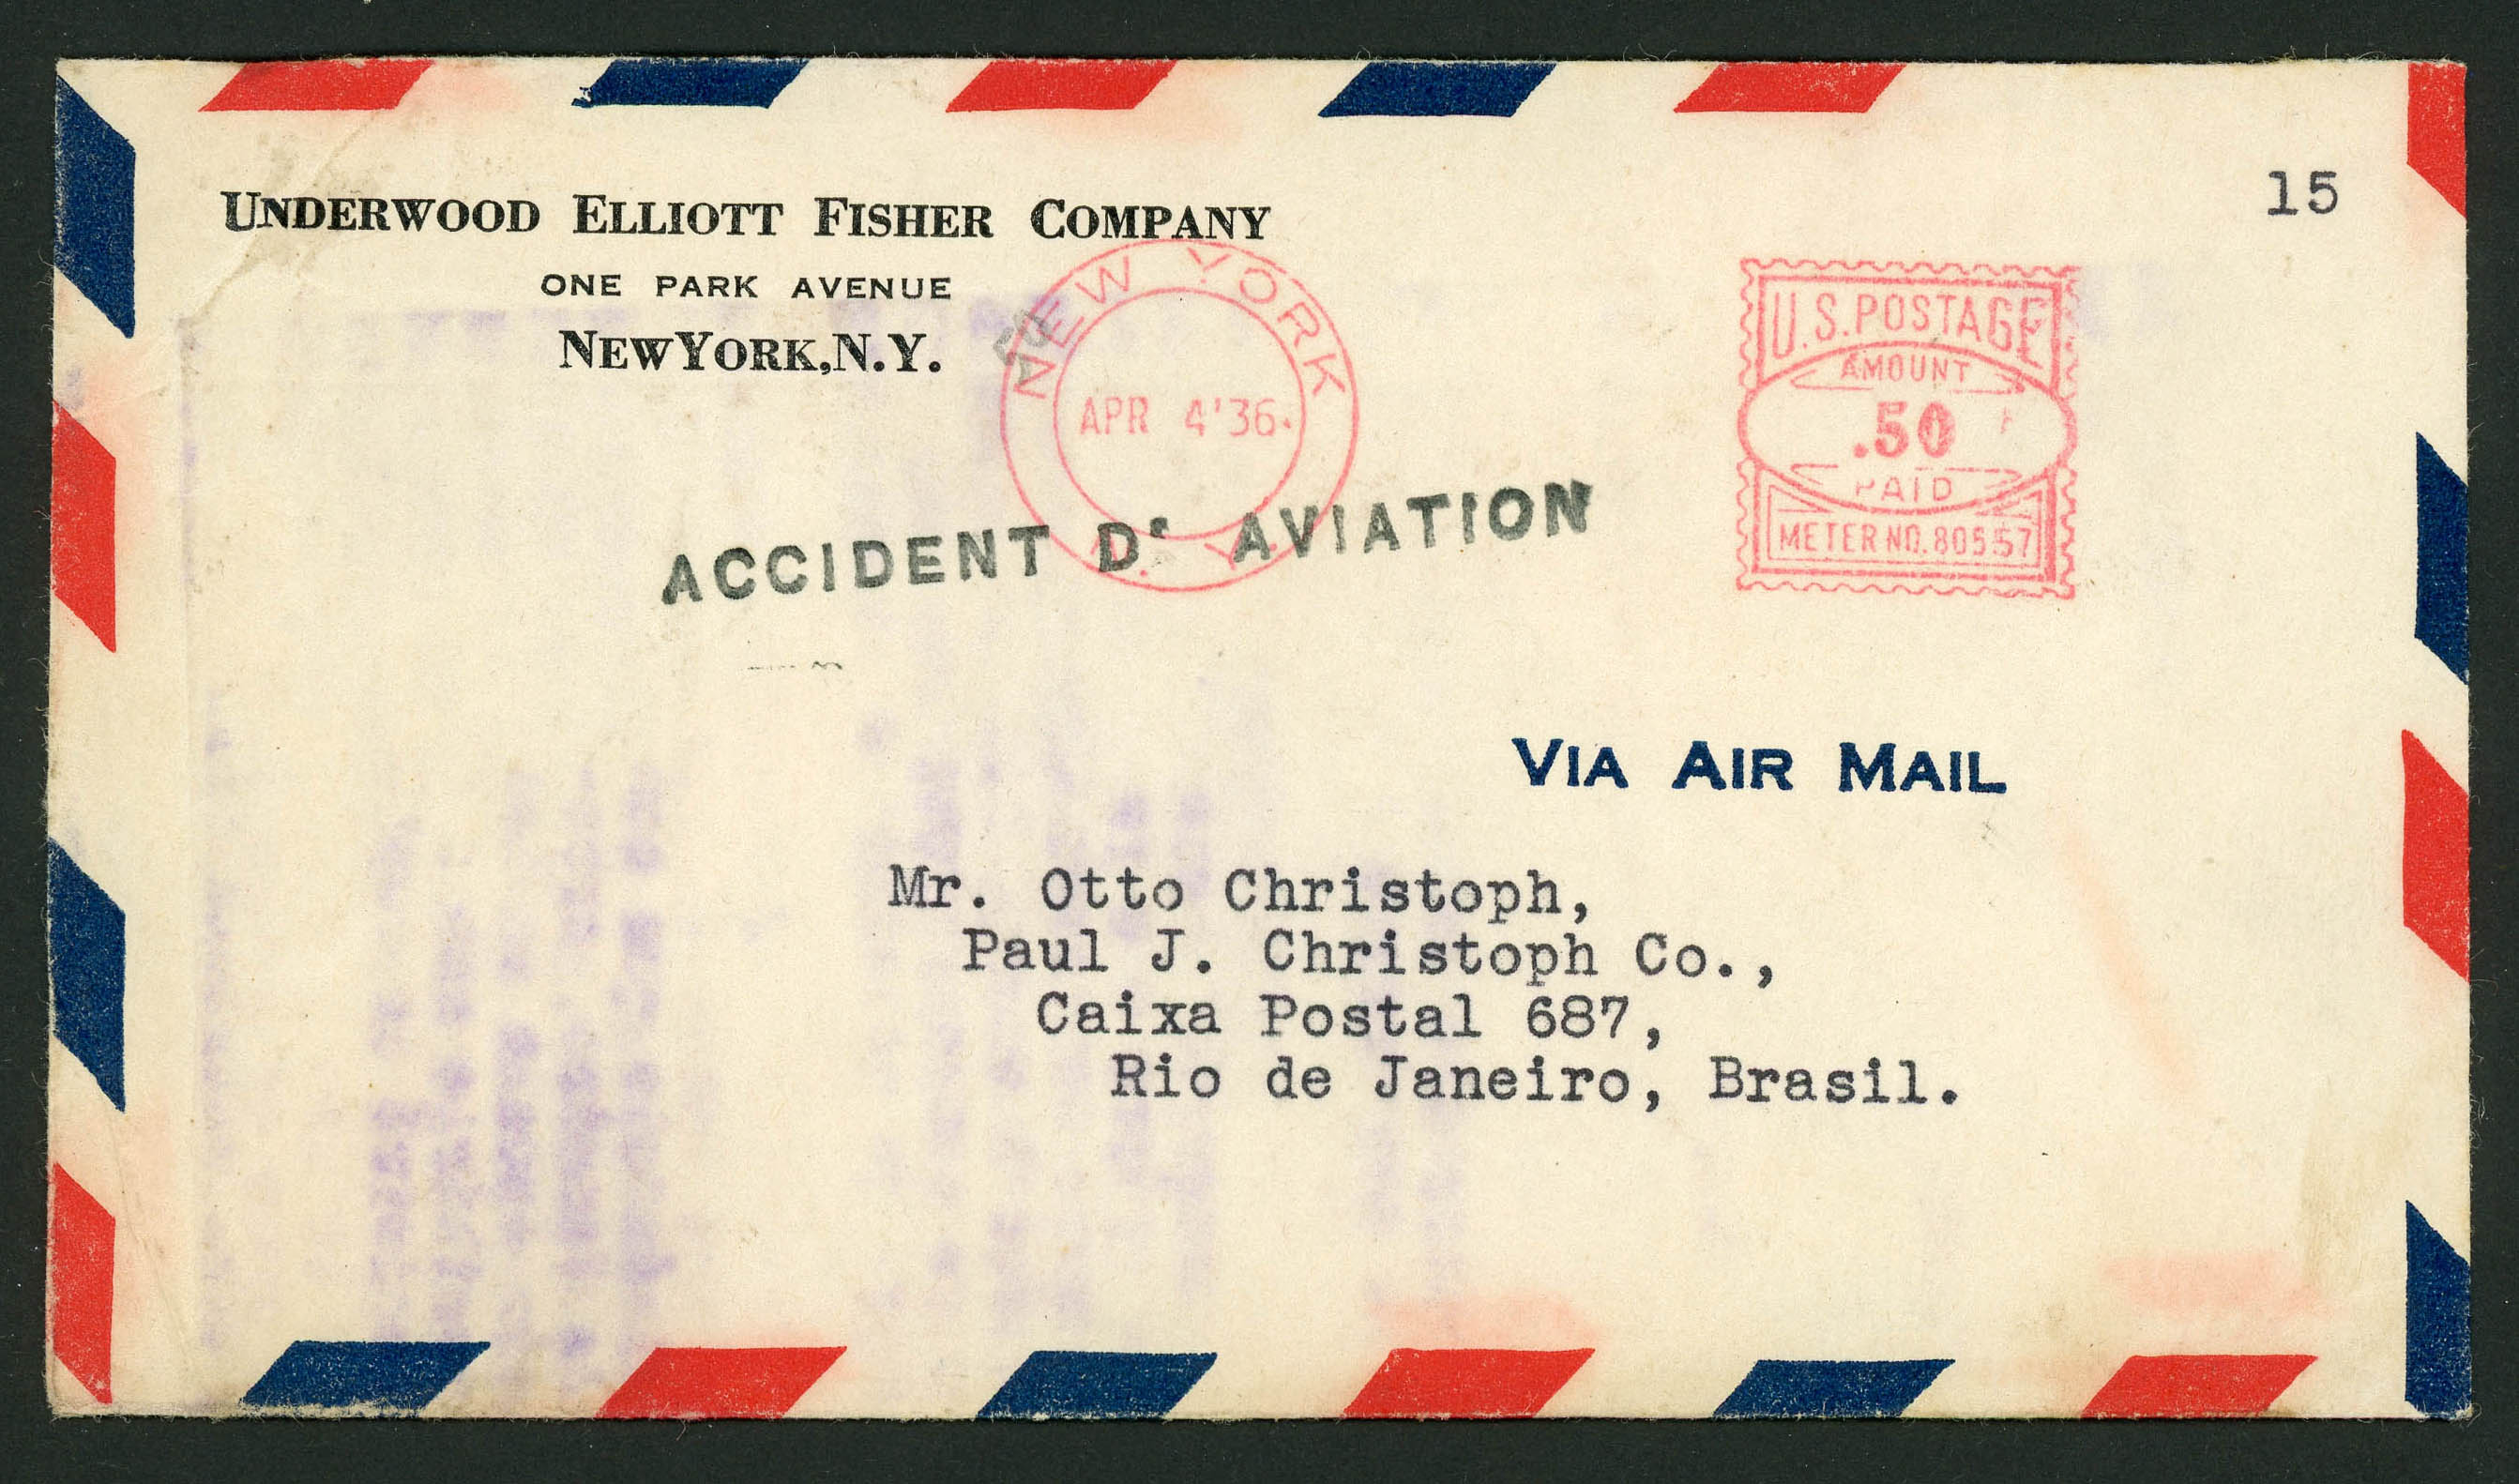 UNDERWOOD ELLIOTT FISHER COMPANY
ONE PARK AVENUE
NEW YORK, N.Y.
15
NEW YORK
APR 4'36
N. Y.
U.S. POSTAGE
AMOUNT
.50
PAID
METER NO. 80557
ACCIDENT D' AVIATION
VIA AIR MAIL
Mr. Otto Christoph,
Paul J. Christoph Co.,
Caixa Postal 687,
Rio de Janeiro, Brasil.